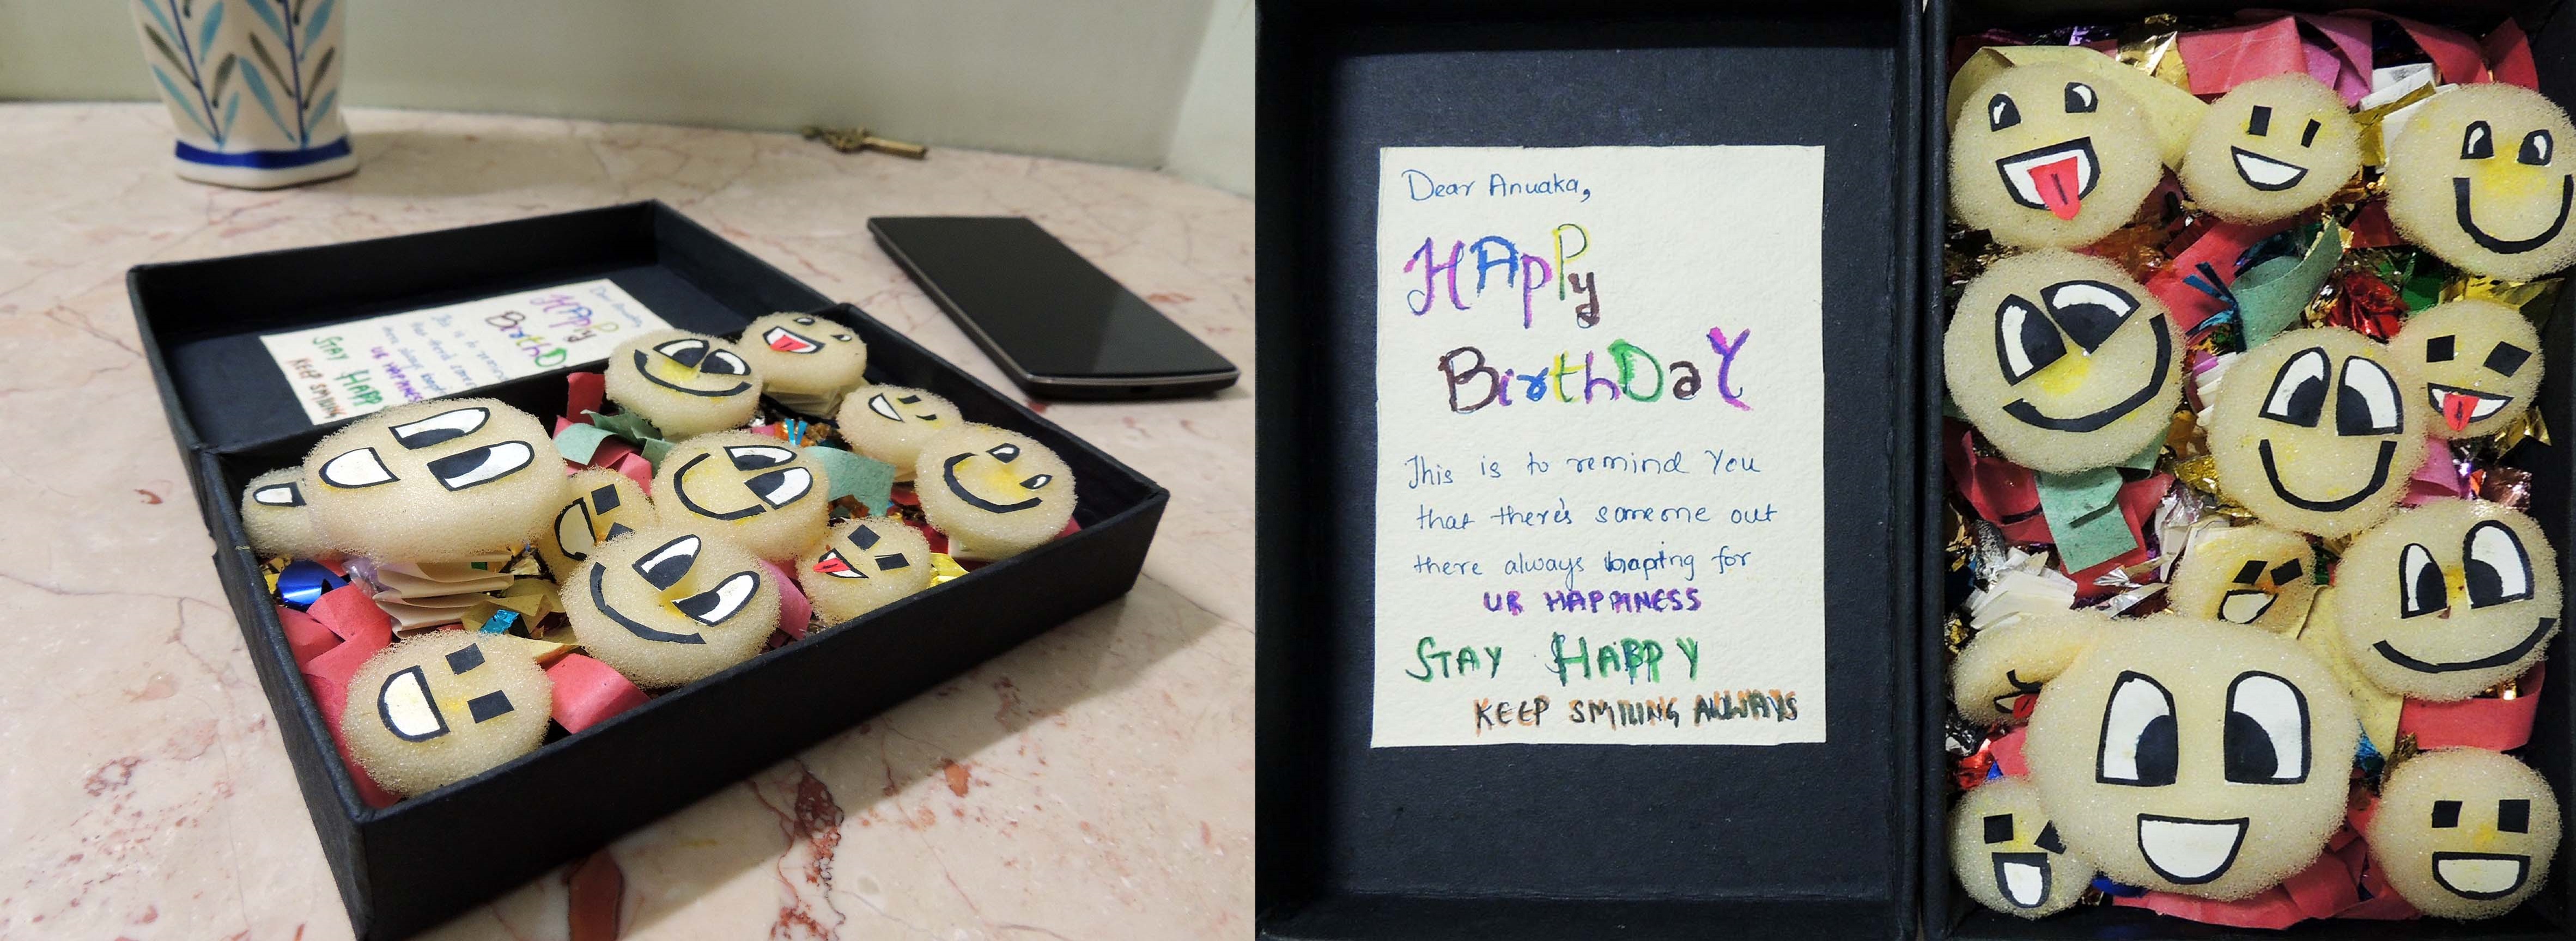 Dear Anuaka,
HAppy
BirthDaY
This is to remind You
that there's someone out
there always hoping for
UR HAPPINESS
STAY HAPPY
KEEP SMILING ALWAYS